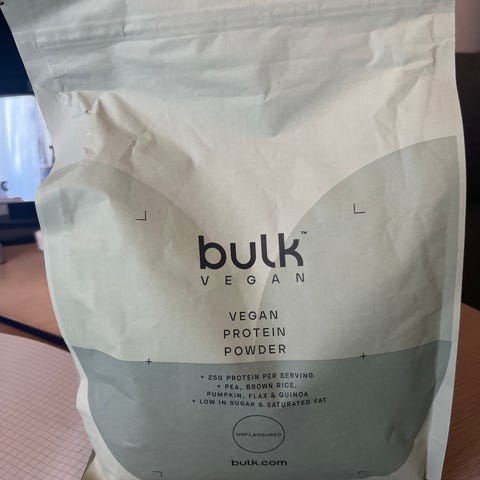 bulk™
VEGAN
VEGAN
PROTEIN
POWDER
+ 25G PROTEIN PER SERVING
+ PEA, BROWN RICE,
PUMPKIN, FLAX & QUINOA
+ LOW IN SUGAR & SATURATED FAT
UNFLAVOURED
bulk.com